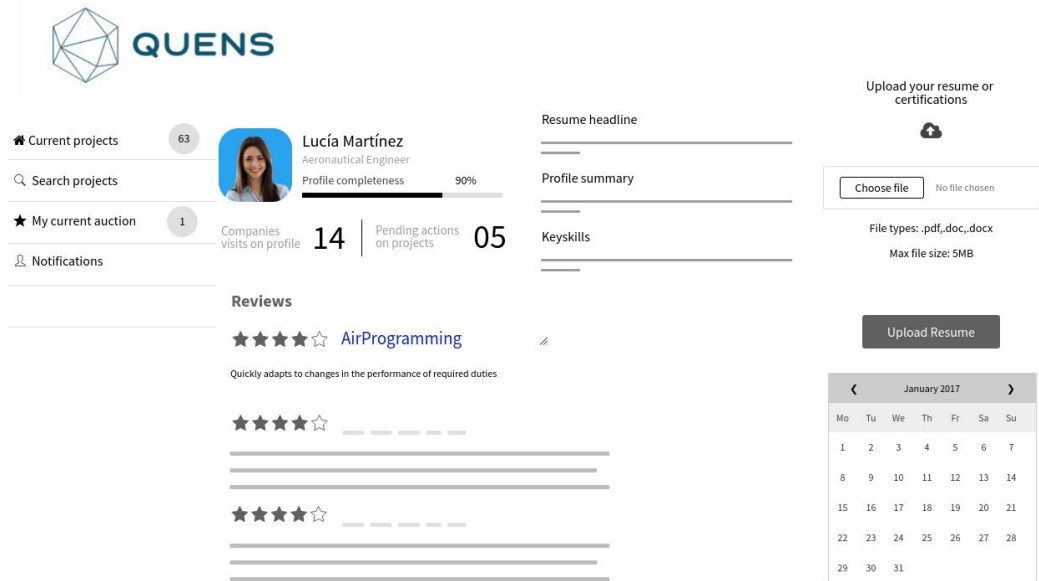 QUENS
Current projects 63
Search projects
My current auction 1
Notifications
Lucía Martínez
Aeronautical Engineer
Profile completeness 90%
Companies
visits on profile 14
Pending actions
on projects 05
Reviews
AirProgramming
Quickly adapts to changes in the performance of required duties
Resume headline
Profile summary
Keyskills
Upload your resume or
certifications
Choose file No file chosen
File types: .pdf,.doc,.docx
Max file size: 5MB
Upload Resume
❮ January 2017 ❯
Mo Tu We Th Fr Sa Su
1 2 3 4 5 6 7
8 9 10 11 12 13 14
15 16 17 18 19 20 21
22 23 24 25 26 27 28
29 30 31